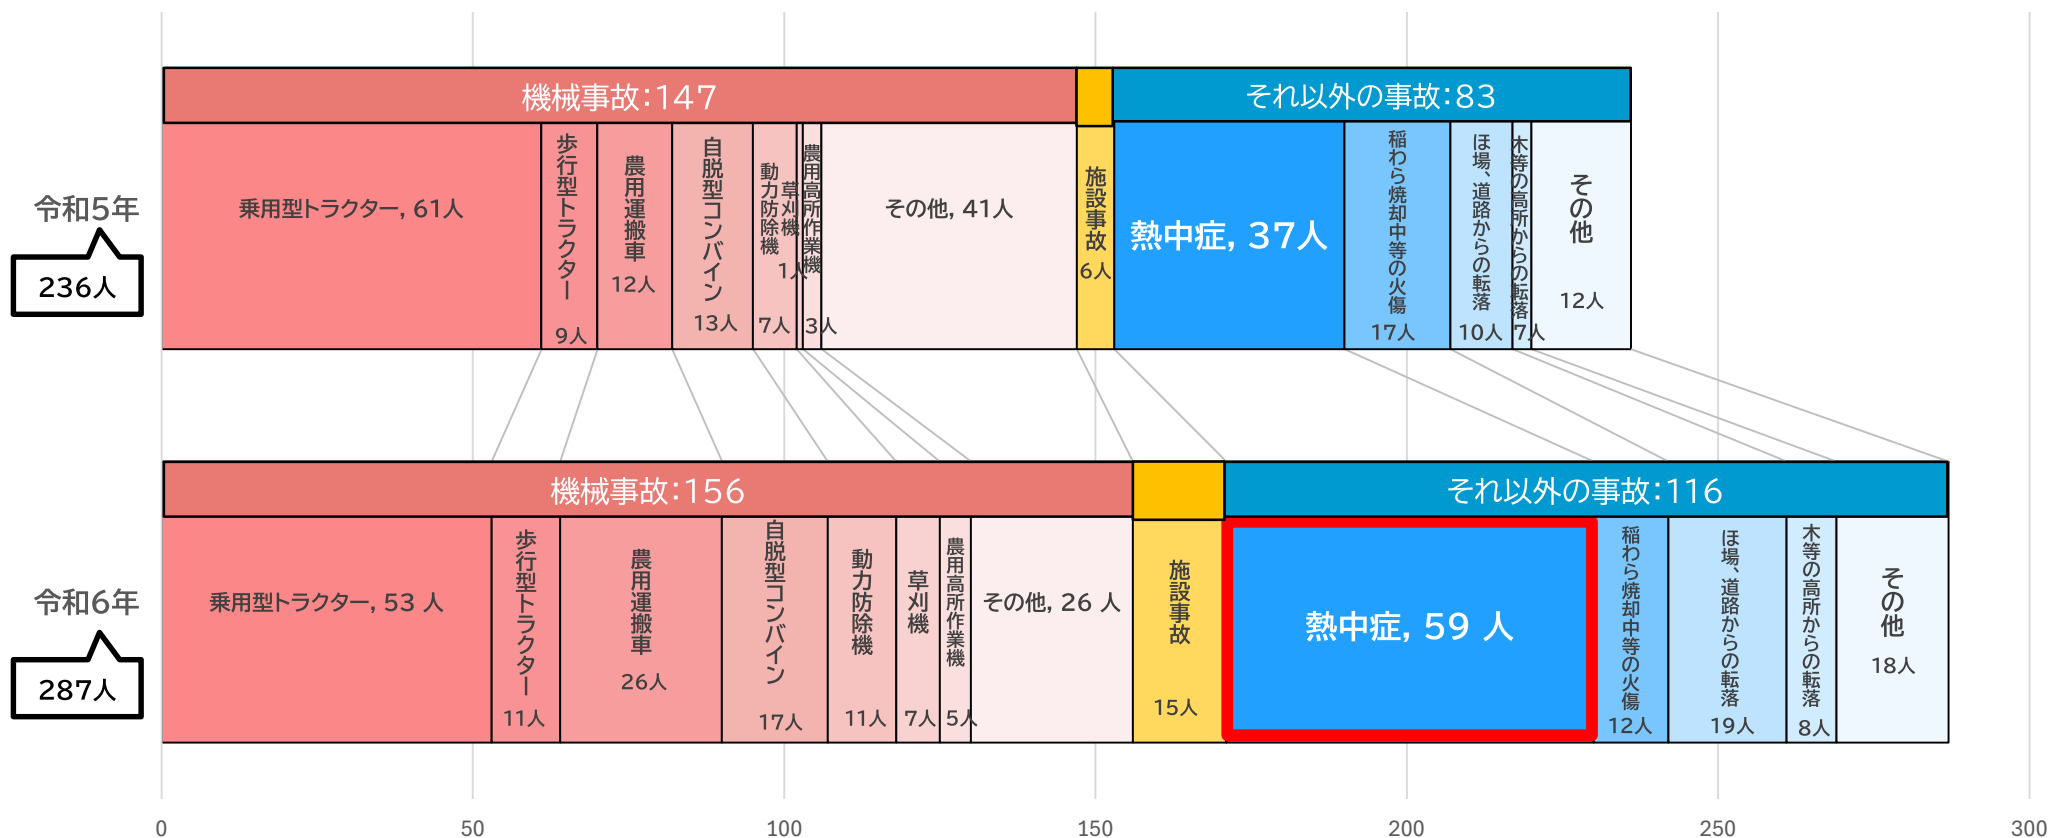 機械事故：147
それ以外の事故：83
令和5年
236人
乗用型トラクター, 61人
歩行型トラクター
9人
農用運搬車
12人
自脱型コンバイン
13人
動力防除機
7人
草刈機
1人
農用高所作業機
3人
その他, 41人
施設事故
6人
熱中症, 37人
稲わら焼却中等の火傷
17人
ほ場、道路からの転落
10人
木等の高所からの転落
7人
その他
12人
機械事故：156
それ以外の事故：116
令和6年
287人
乗用型トラクター, 53 人
歩行型トラクター
11人
農用運搬車
26人
自脱型コンバイン
17人
動力防除機
11人
草刈機
7人
農用高所作業機
5人
その他, 26 人
施設事故
15人
熱中症, 59 人
稲わら焼却中等の火傷
12人
ほ場、道路からの転落
19人
木等の高所からの転落
8人
その他
18人
0 50 100 150 200 250 300